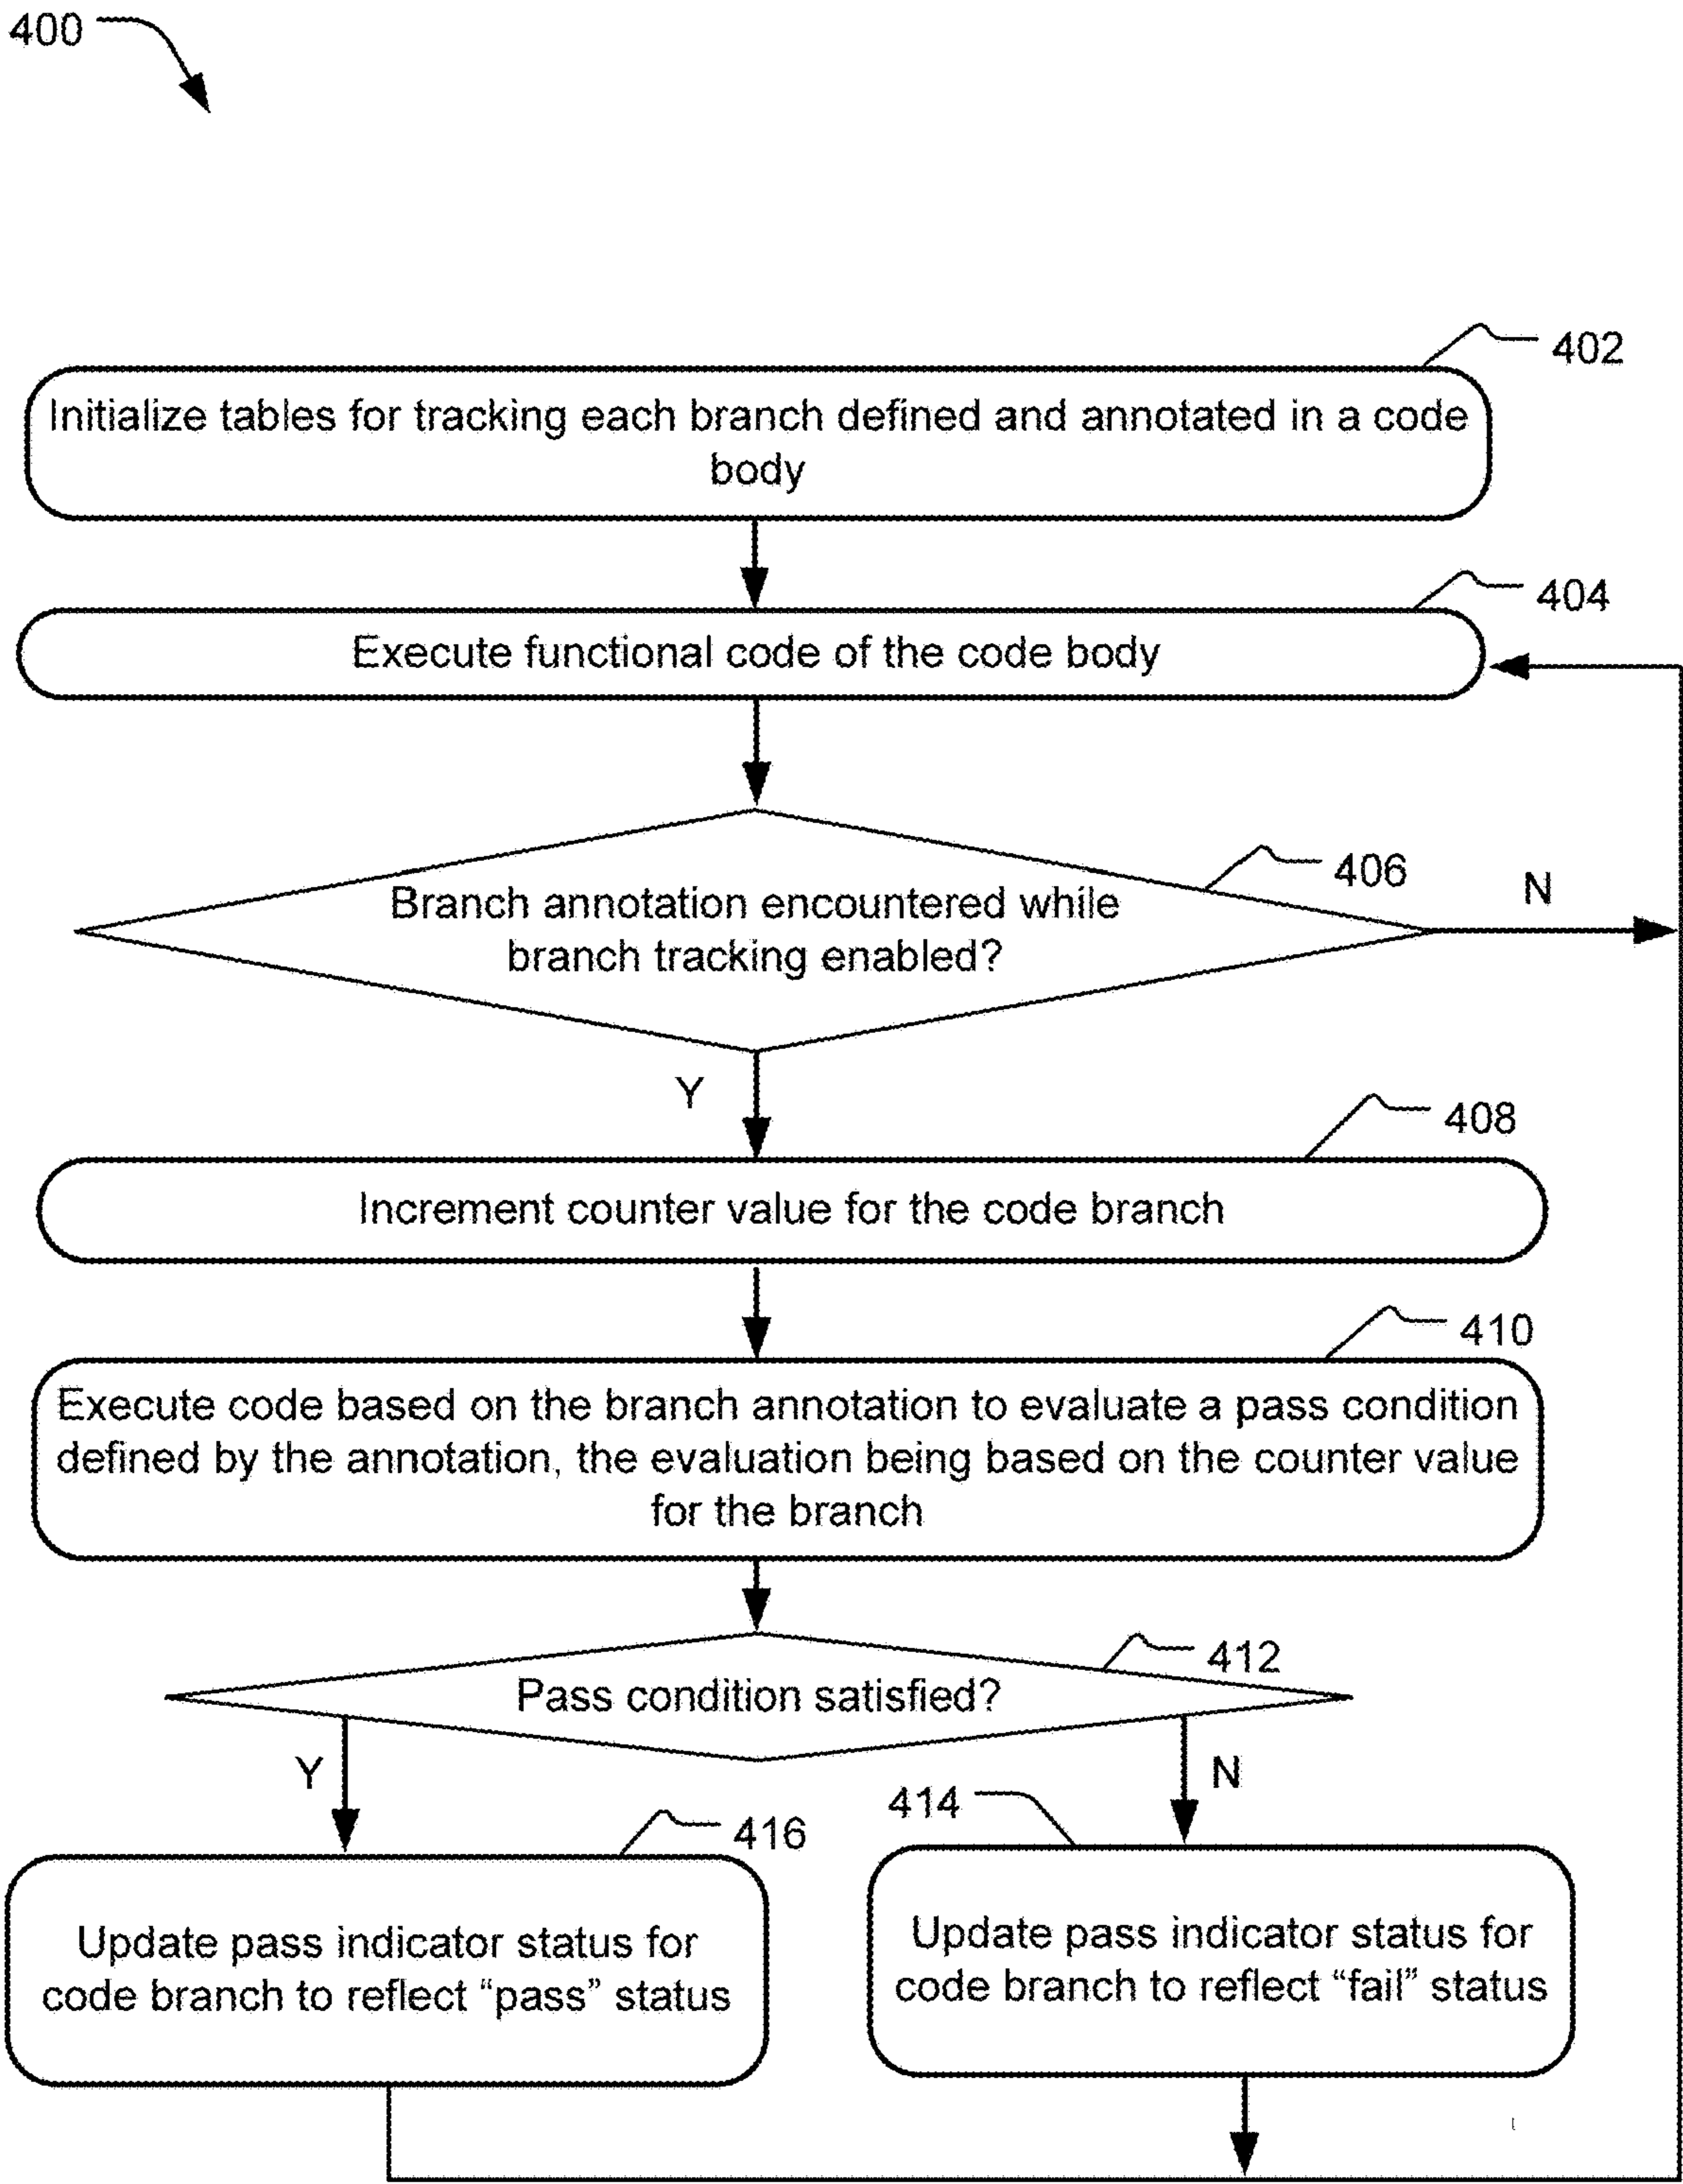 400
402
Initialize tables for tracking each branch defined and annotated in a code
body
404
Execute functional code of the code body
406
N
Branch annotation encountered while
branch tracking enabled?
Y
408
Increment counter value for the code branch
410
Execute code based on the branch annotation to evaluate a pass condition
defined by the annotation, the evaluation being based on the counter value
for the branch
412
Pass condition satisfied?
Y
N
414
416
Update pass indicator status for
code branch to reflect “pass” status
Update pass indicator status for
code branch to reflect “fail” status